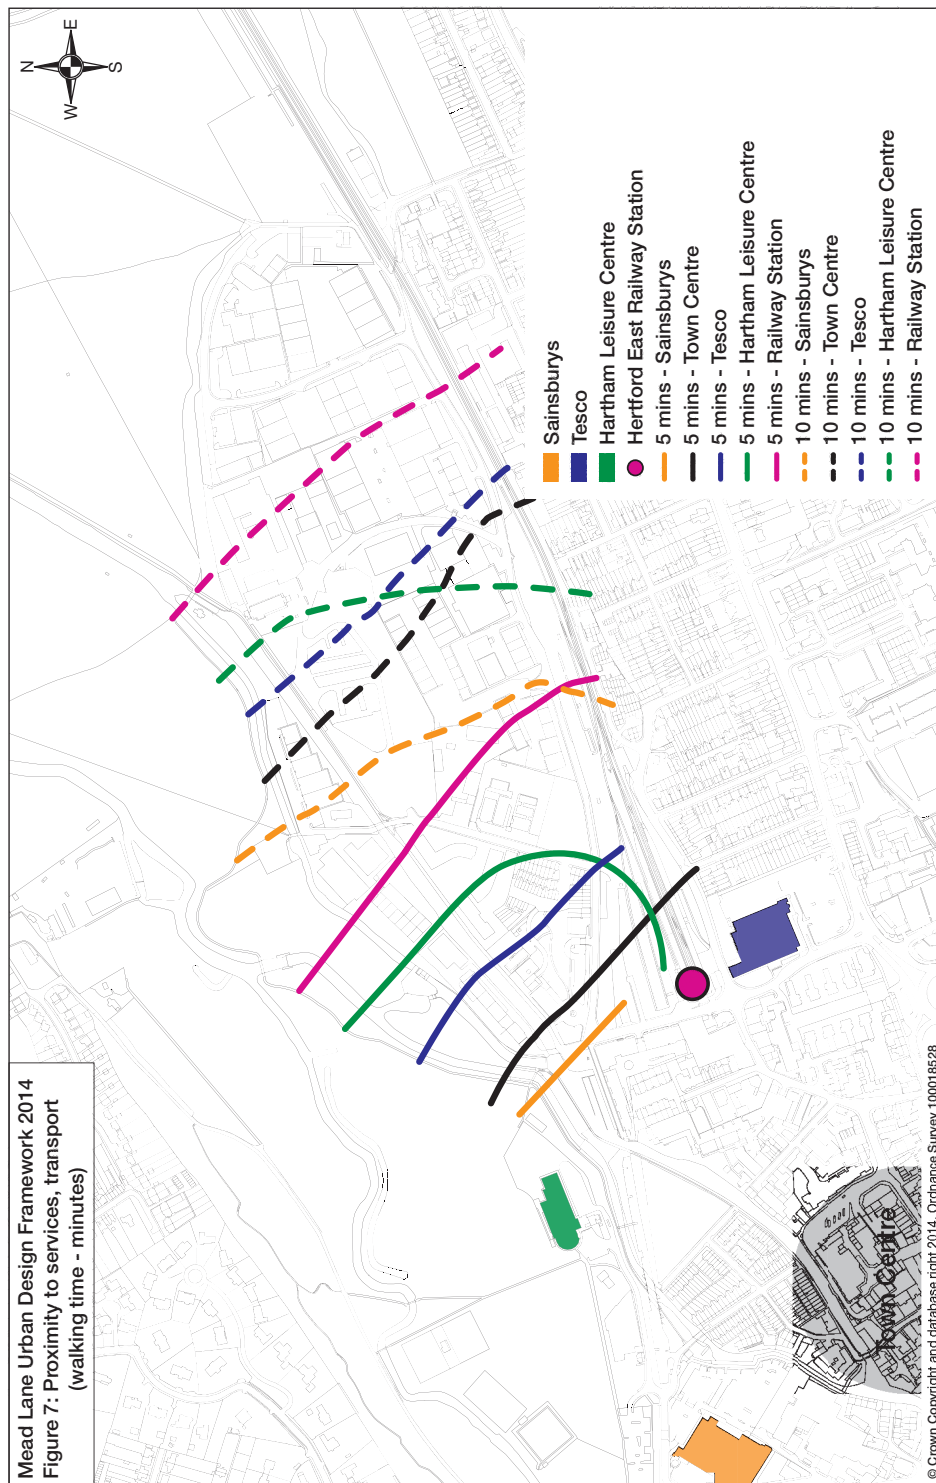 Mead Lane Urban Design Framework 2014
Figure 7: Proximity to services, transport
(walking time - minutes)
N
E
S
W
Sainsburys
Tesco
Hartham Leisure Centre
Hertford East Railway Station
5 mins - Sainsburys
5 mins - Town Centre
5 mins - Tesco
5 mins - Hartham Leisure Centre
5 mins - Railway Station
10 mins - Sainsburys
10 mins - Town Centre
10 mins - Tesco
10 mins - Hartham Leisure Centre
10 mins - Railway Station
Town Centre
© Crown Copyright and database right 2014. Ordnance Survey 100018528